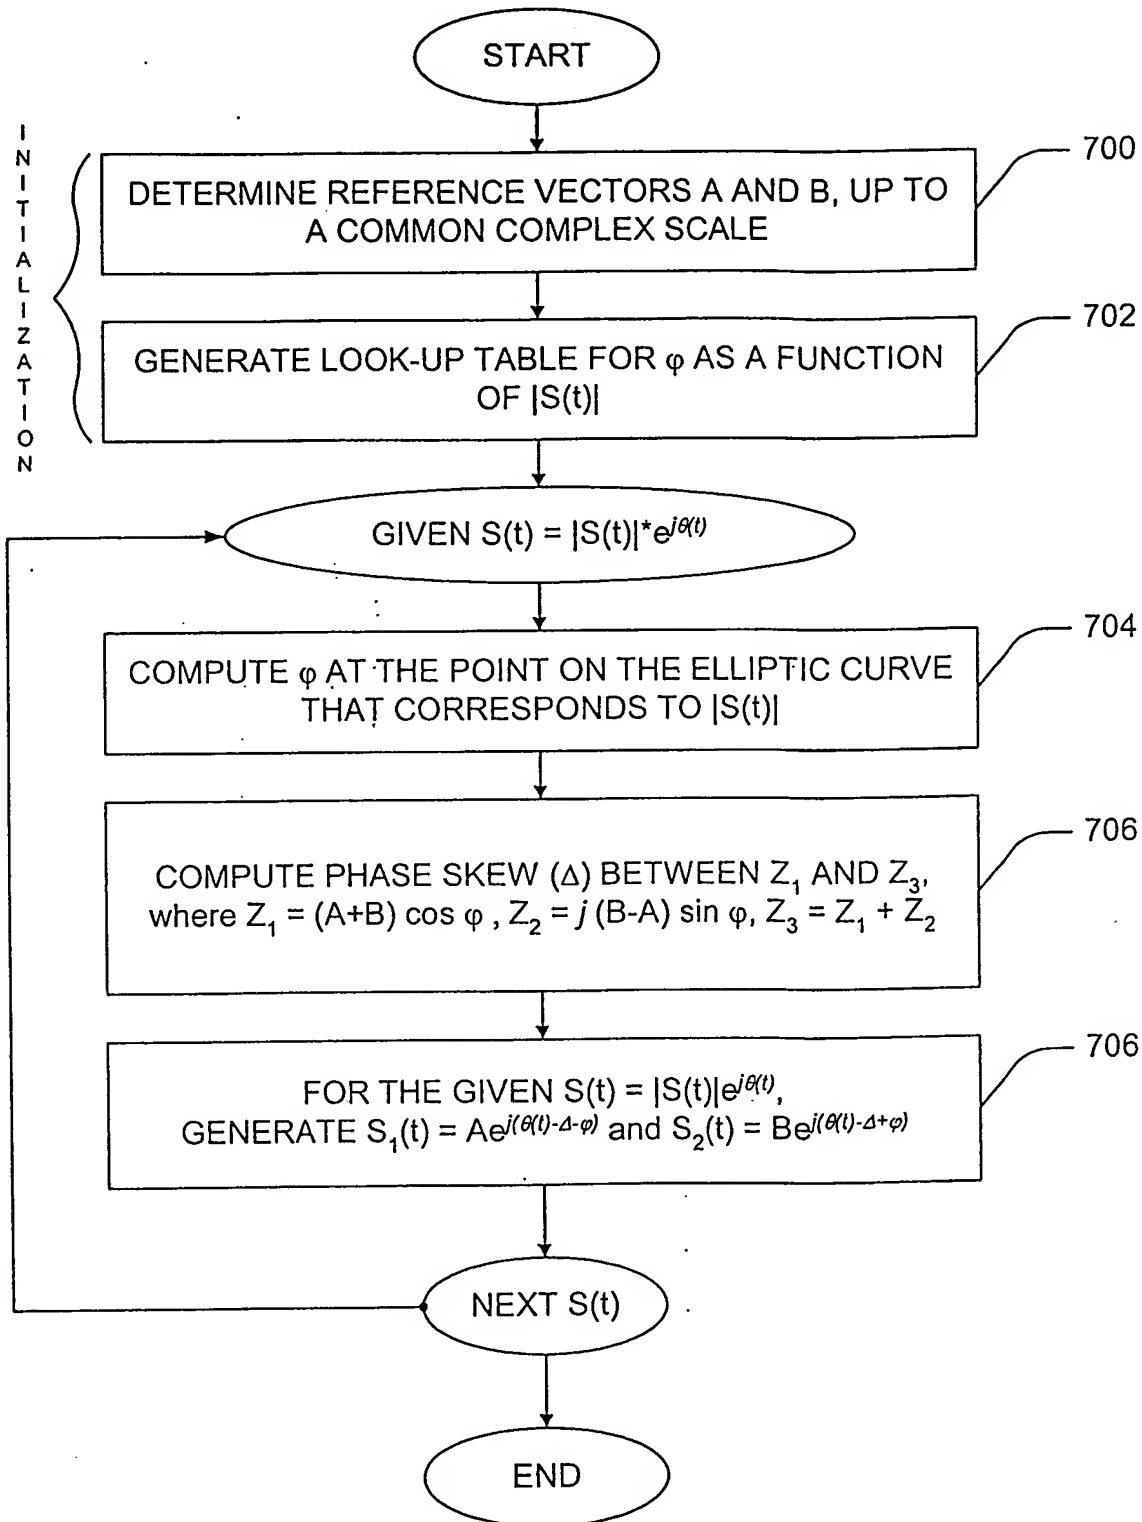 START
INITIALIZATION
700
DETERMINE REFERENCE VECTORS A AND B, UP TO
A COMMON COMPLEX SCALE
702
GENERATE LOOK-UP TABLE FOR φ AS A FUNCTION
OF |S(t)|
GIVEN S(t) = |S(t)|*e^{jθ(t)}
704
COMPUTE φ AT THE POINT ON THE ELLIPTIC CURVE
THAT CORRESPONDS TO |S(t)|
706
COMPUTE PHASE SKEW (Δ) BETWEEN Z₁ AND Z₃,
where Z₁ = (A+B) cos φ , Z₂ = j (B-A) sin φ, Z₃ = Z₁ + Z₂
706
FOR THE GIVEN S(t) = |S(t)|e^{jθ(t)},
GENERATE S₁(t) = Ae^{j(θ(t)-Δ-φ)} and S₂(t) = Be^{j(θ(t)-Δ+φ)}
NEXT S(t)
END